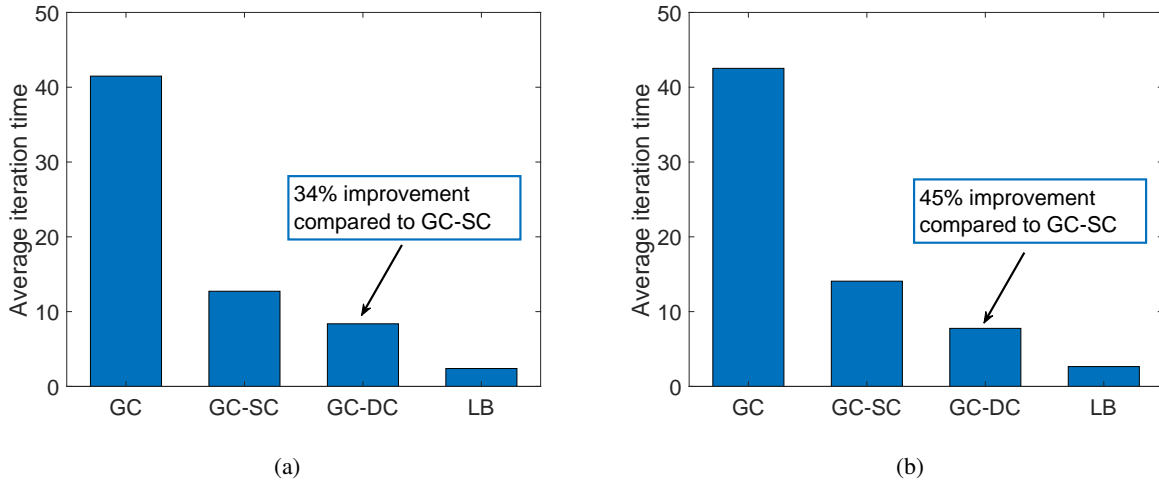 50
40
30
20
10
0
Average iteration time
34% improvement
compared to GC-SC
GC
GC-SC
GC-DC
LB
(a)
50
40
30
20
10
0
Average iteration time
45% improvement
compared to GC-SC
GC
GC-SC
GC-DC
LB
(b)